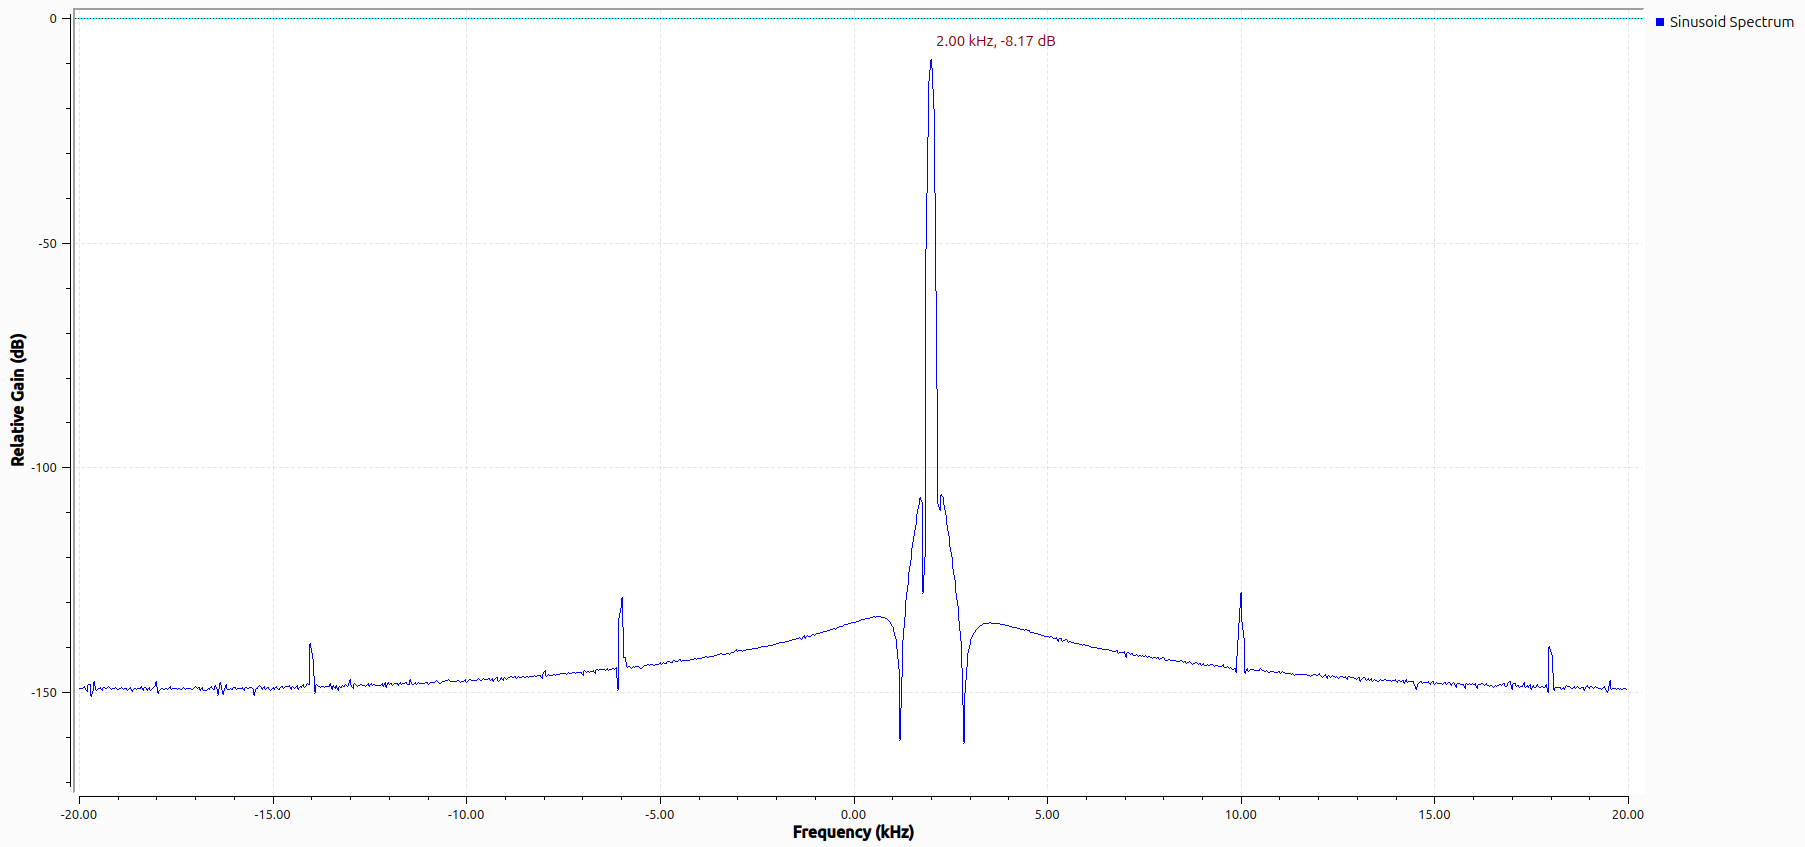 Sinusoid Spectrum
2.00 kHz, -8.17 dB
0
-50
-100
-150
Relative Gain (dB)
-20.00 -15.00 -10.00 -5.00 0.00 5.00 10.00 15.00 20.00
Frequency (kHz)